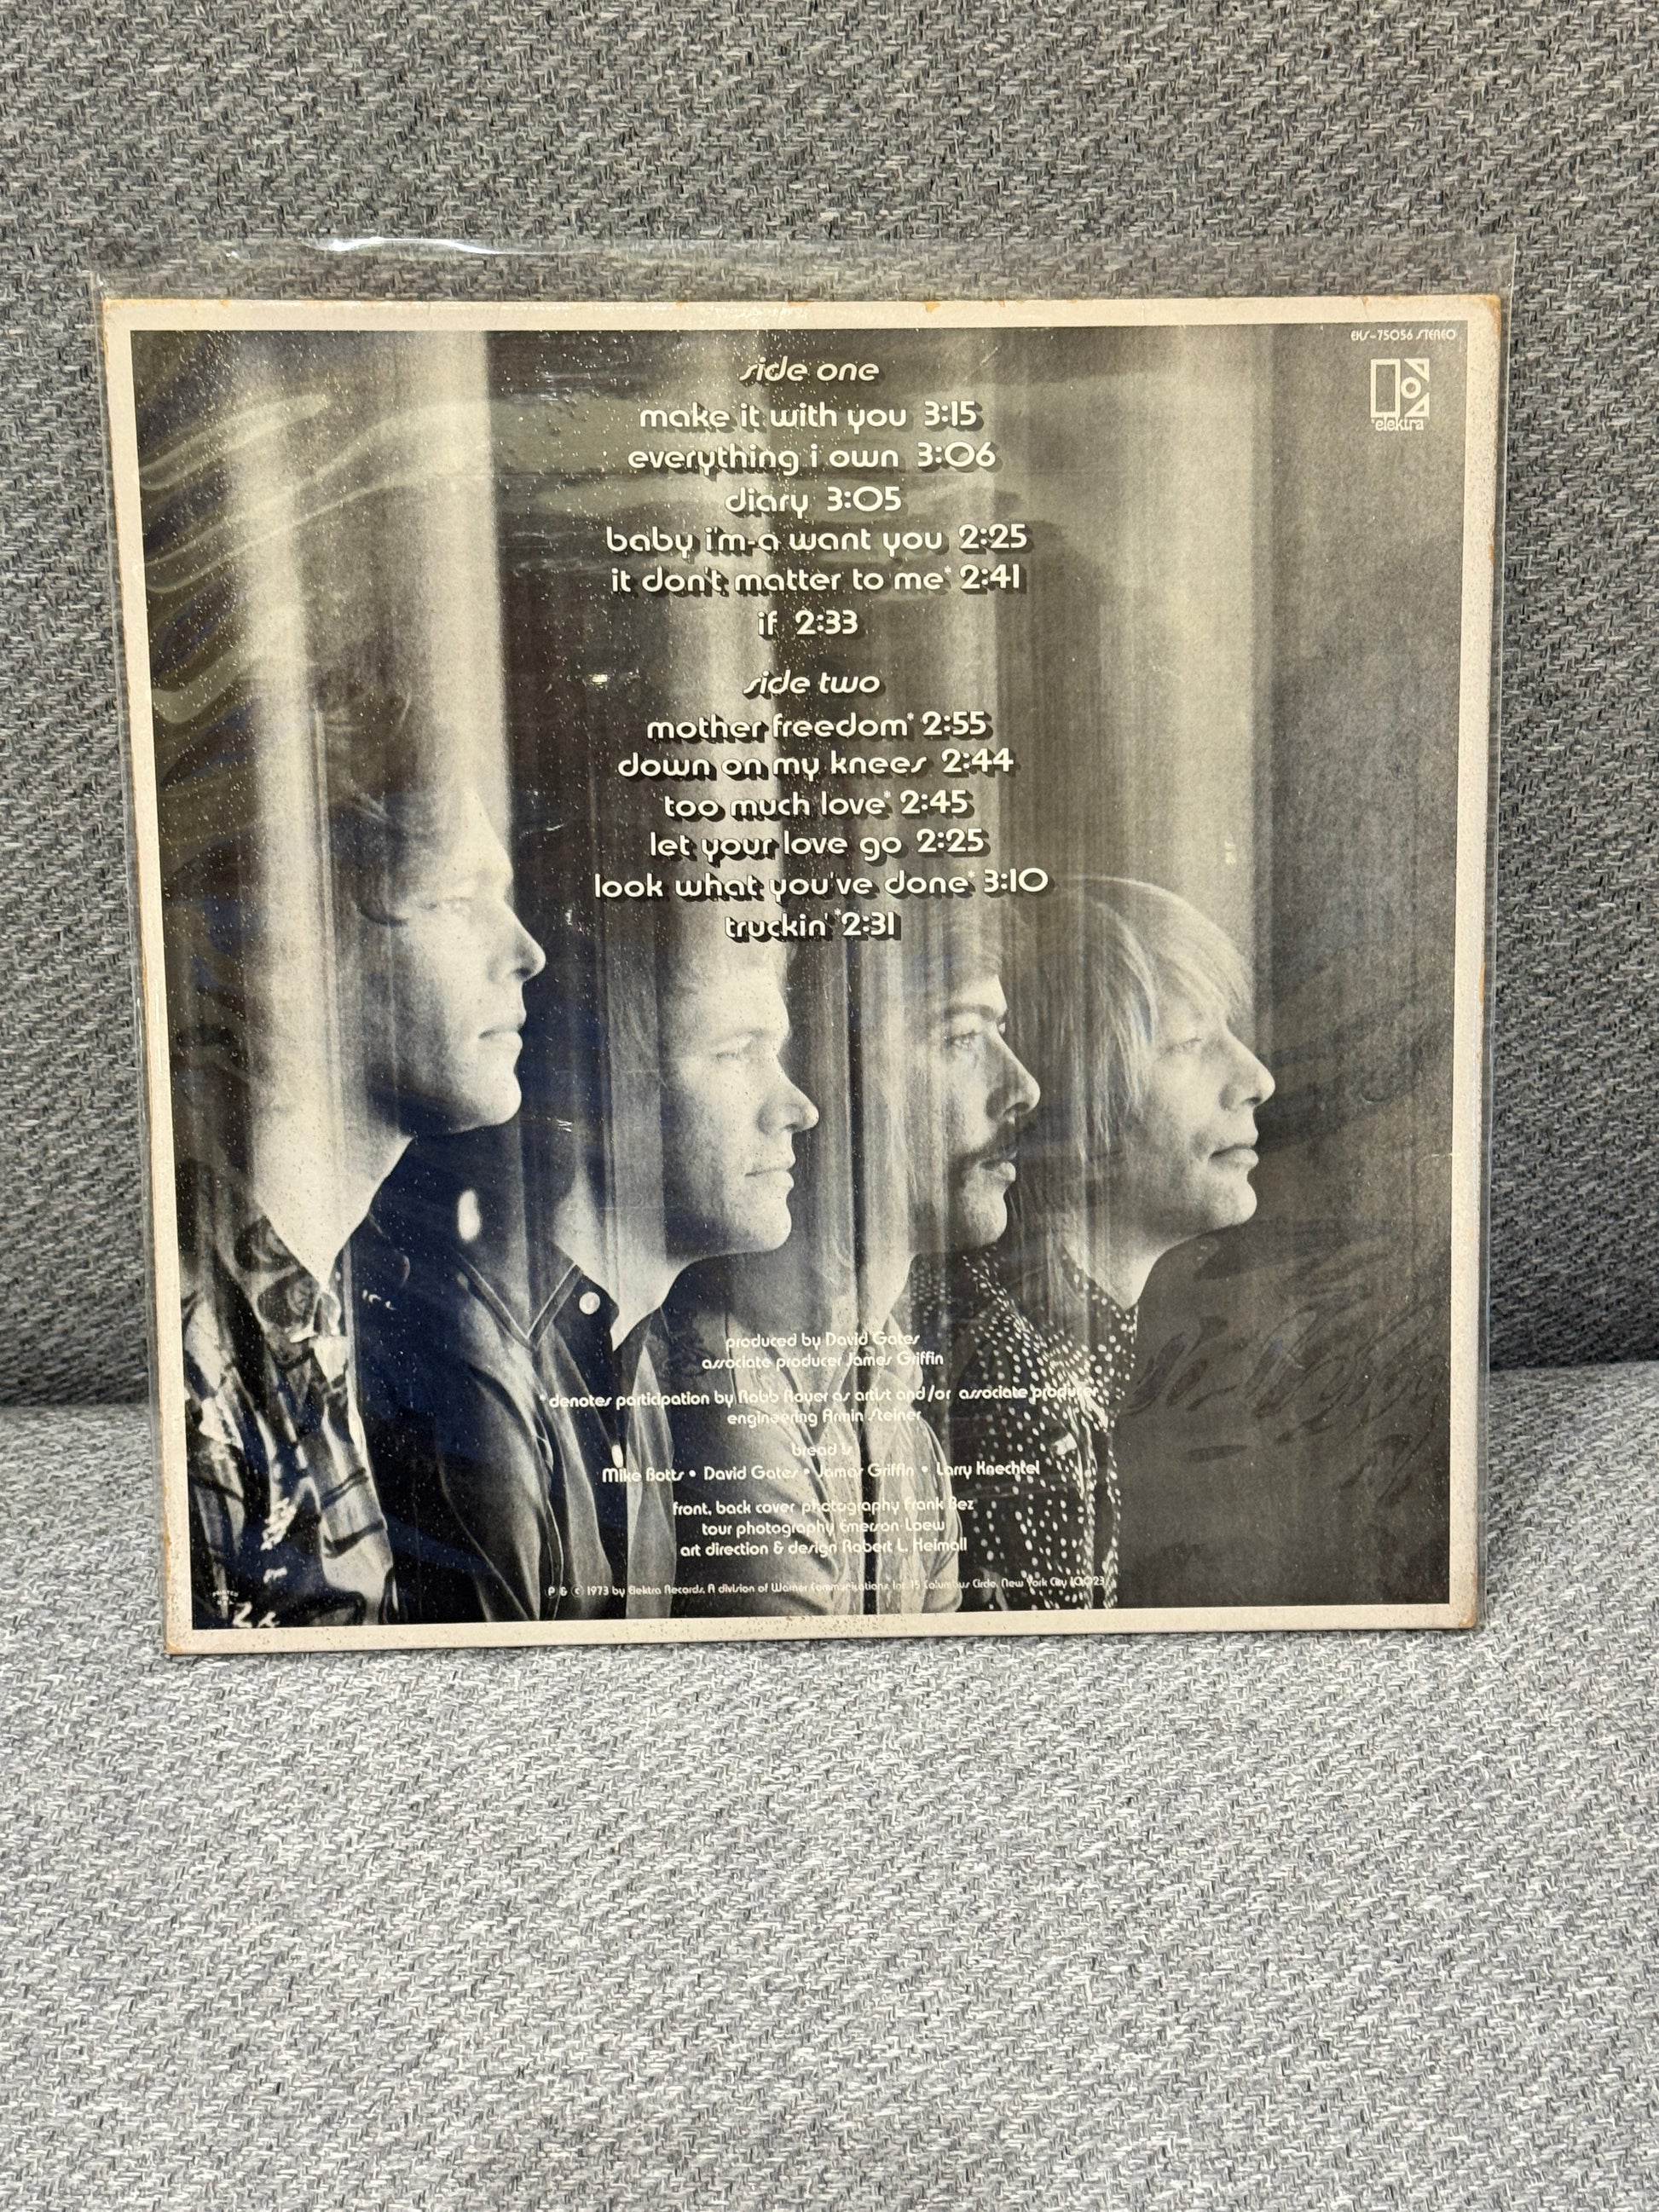 EKS-75056 STEREO
elektra
side one
make it with you 3:15
everything i own 3:06
diary 3:05
baby i'm-a want you 2:25
it don't matter to me* 2:41
if 2:33
side two
mother freedom* 2:55
down on my knees 2:44
too much love* 2:45
let your love go 2:25
look what you've done* 3:10
truckin'* 2:31
produced by David Gates
associate producer James Griffin
* denotes participation by Robb Royer as artist and/or associate producer
engineering Armin Steiner
bread is
Mike Botts • David Gates • James Griffin • Larry Knechtel
front, back cover photography Frank Bez
tour photography Emerson Loew
art direction & design Robert L. Heimall
P & © 1973 by Elektra Records, A division of Warner Communications, Inc. 15 Columbus Circle, New York City 10023
PRINTED